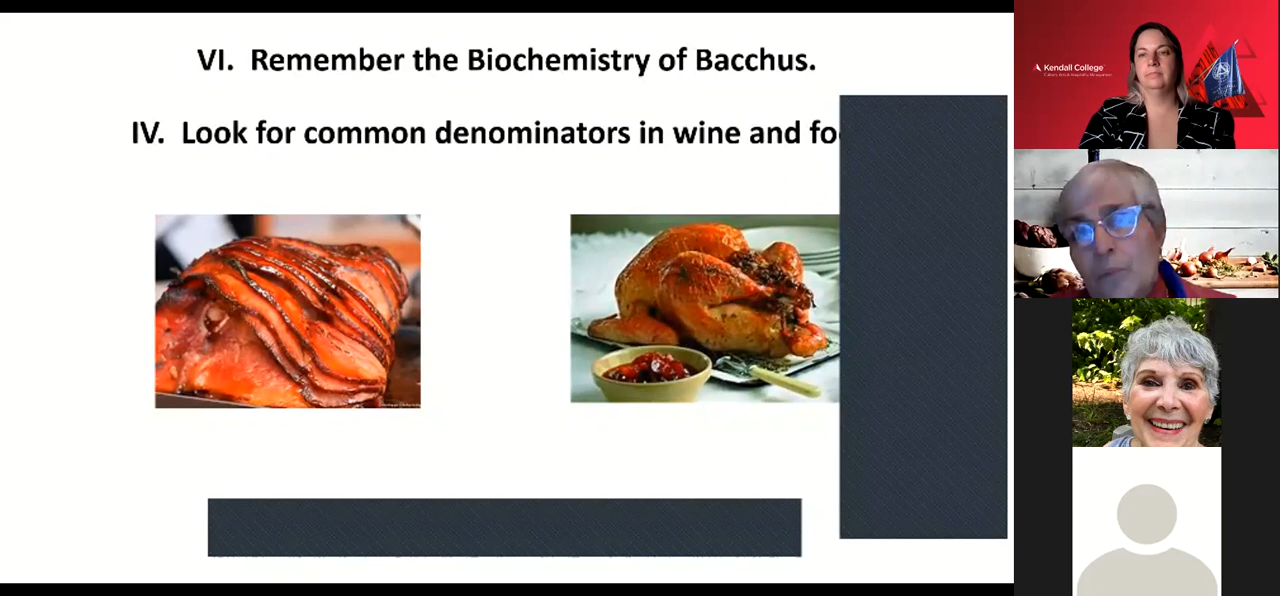 VI. Remember the Biochemistry of Bacchus.
IV. Look for common denominators in wine and fo
Kendall College